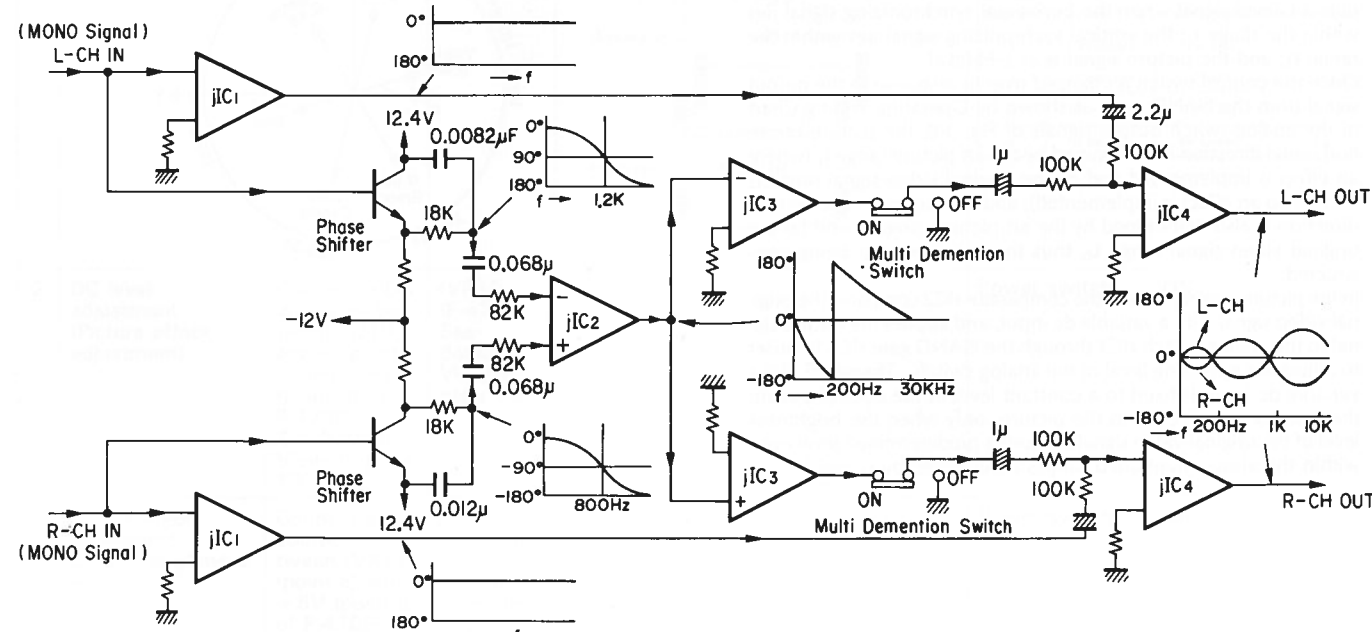 (MONO Signal)
L-CH IN
jIC1
0°
180°
→ f
12.4V
0.0082μF
0°
90°
180°
f →
1.2K
Phase
Shifter
18K
0.068μ
82K
-12V
jIC2
82K
0.068μ
18K
Phase
Shifter
0.012μ
12.4V
0°
-90°
-180°
800Hz
R-CH IN
(MONO Signal)
jIC1
0°
180°
f
jIC3
ON
OFF
Multi Demention
Switch
1μ
100K
2.2μ
100K
jIC4
L-CH OUT
180°
0°
-180°
f →
200Hz
30KHz
180°
L-CH
0°
R-CH
-180°
→ f
200Hz
1K
10K
jIC3
ON
OFF
Multi Demention Switch
1μ
100K
100K
jIC4
R-CH OUT